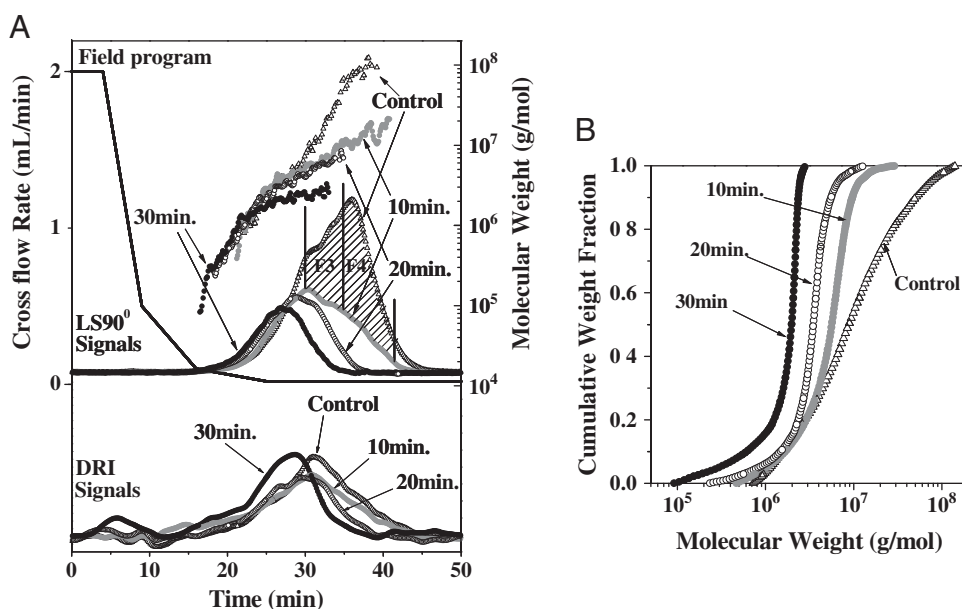 A
Field program
2
1
0
Cross flow Rate (mL/min)
10⁸
10⁷
10⁶
10⁵
10⁴
Molecular Weight (g/mol)
Control
30min.
10min.
20min.
F3
F4
LS90⁰
Signals
Control
30min.
10min.
20min.
DRI
Signals
0 10 20 30 40 50
Time (min)
B
1.0
0.8
0.6
0.4
0.2
0.0
Cumulative Weight Fraction
10min.
20min.
30min
Control
10⁵ 10⁶ 10⁷ 10⁸
Molecular Weight (g/mol)